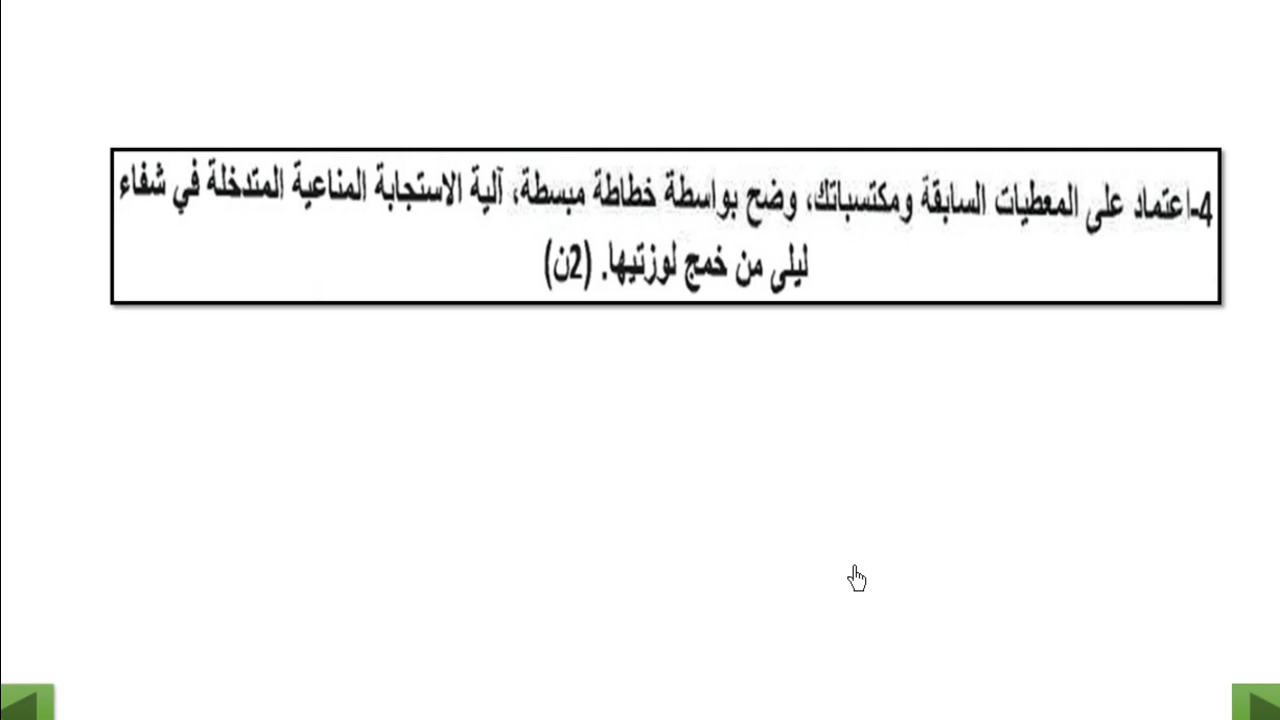 4-اعتماد على المعطيات السابقة ومكتسباتك، وضح بواسطة خطاطة مبسطة، آلية الاستجابة المناعية المتدخلة في شفاء
ليلى من خمج لوزتيها. (2ن)